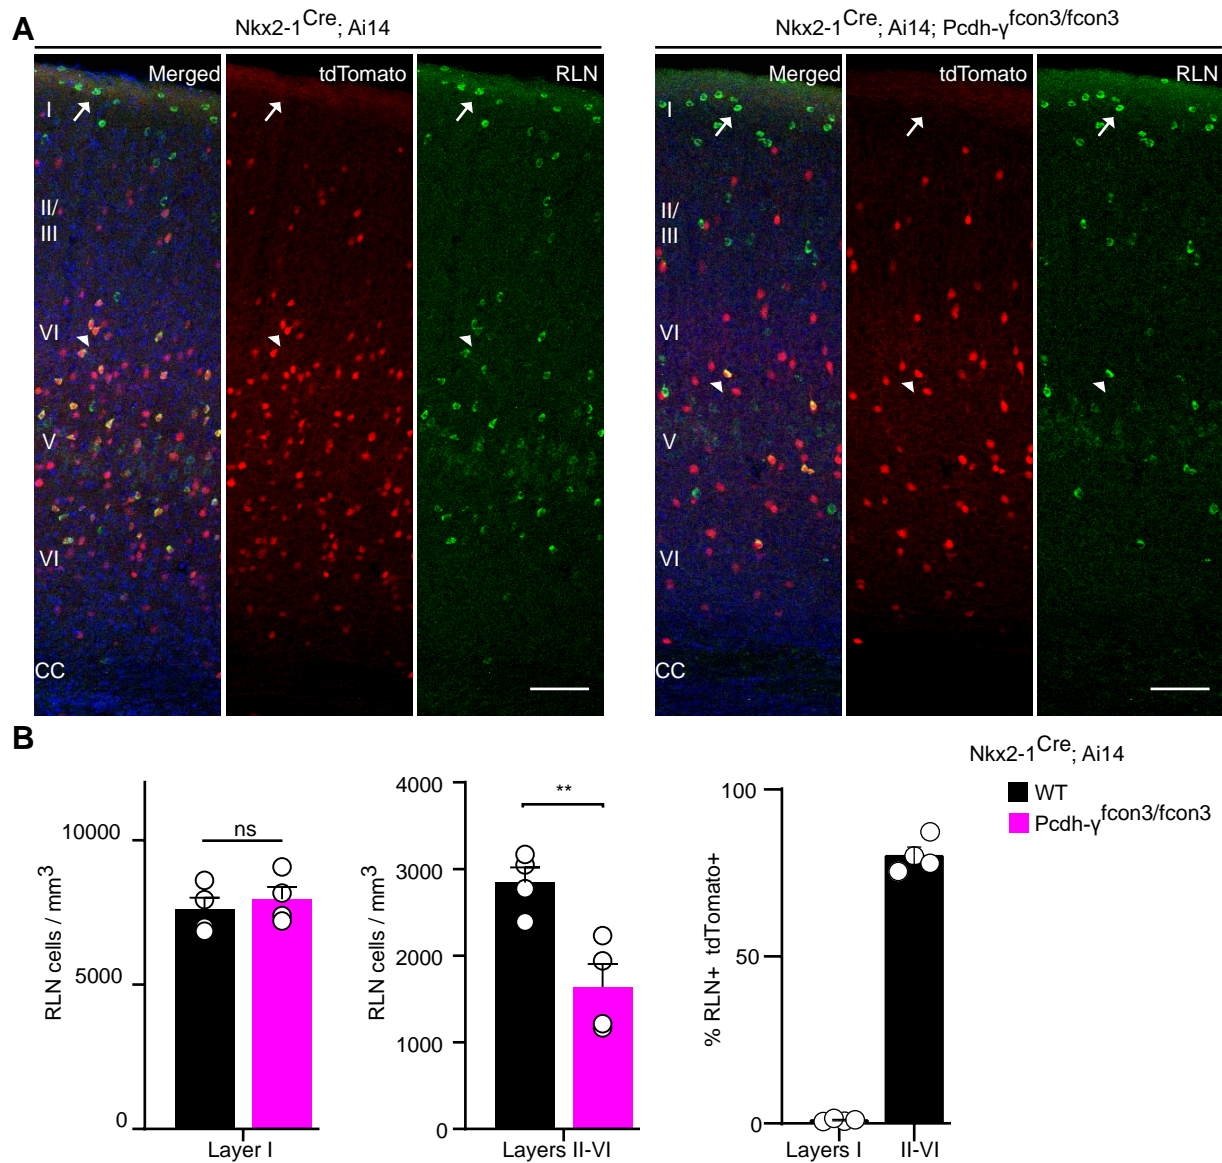 A
Nkx2-1Cre; Ai14
Nkx2-1Cre; Ai14; Pcdh-γfcon3/fcon3
Merged
tdTomato
RLN
Merged
tdTomato
RLN
I
II/
III
VI
V
VI
CC
I
II/
III
VI
V
VI
CC
B
Nkx2-1Cre; Ai14
WT
Pcdh-γfcon3/fcon3
RLN cells / mm3
10000
5000
0
ns
Layer I
RLN cells / mm3
4000
3000
2000
1000
0
**
Layers II-VI
% RLN+ tdTomato+
100
50
0
Layers I
II-VI